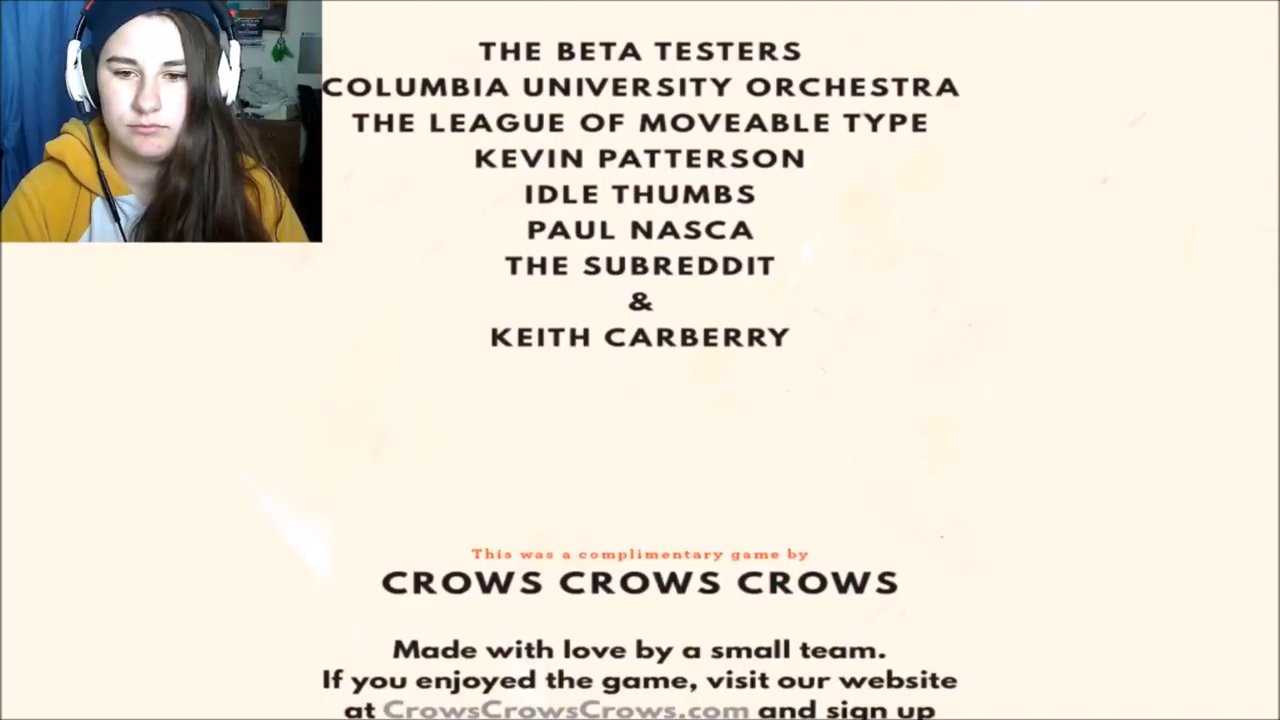 THE BETA TESTERS
COLUMBIA UNIVERSITY ORCHESTRA
THE LEAGUE OF MOVEABLE TYPE
KEVIN PATTERSON
IDLE THUMBS
PAUL NASCA
THE SUBREDDIT
&
KEITH CARBERRY
This was a complimentary game by
CROWS CROWS CROWS
Made with love by a small team.
If you enjoyed the game, visit our website
at CrowsCrowsCrows.com and sign up